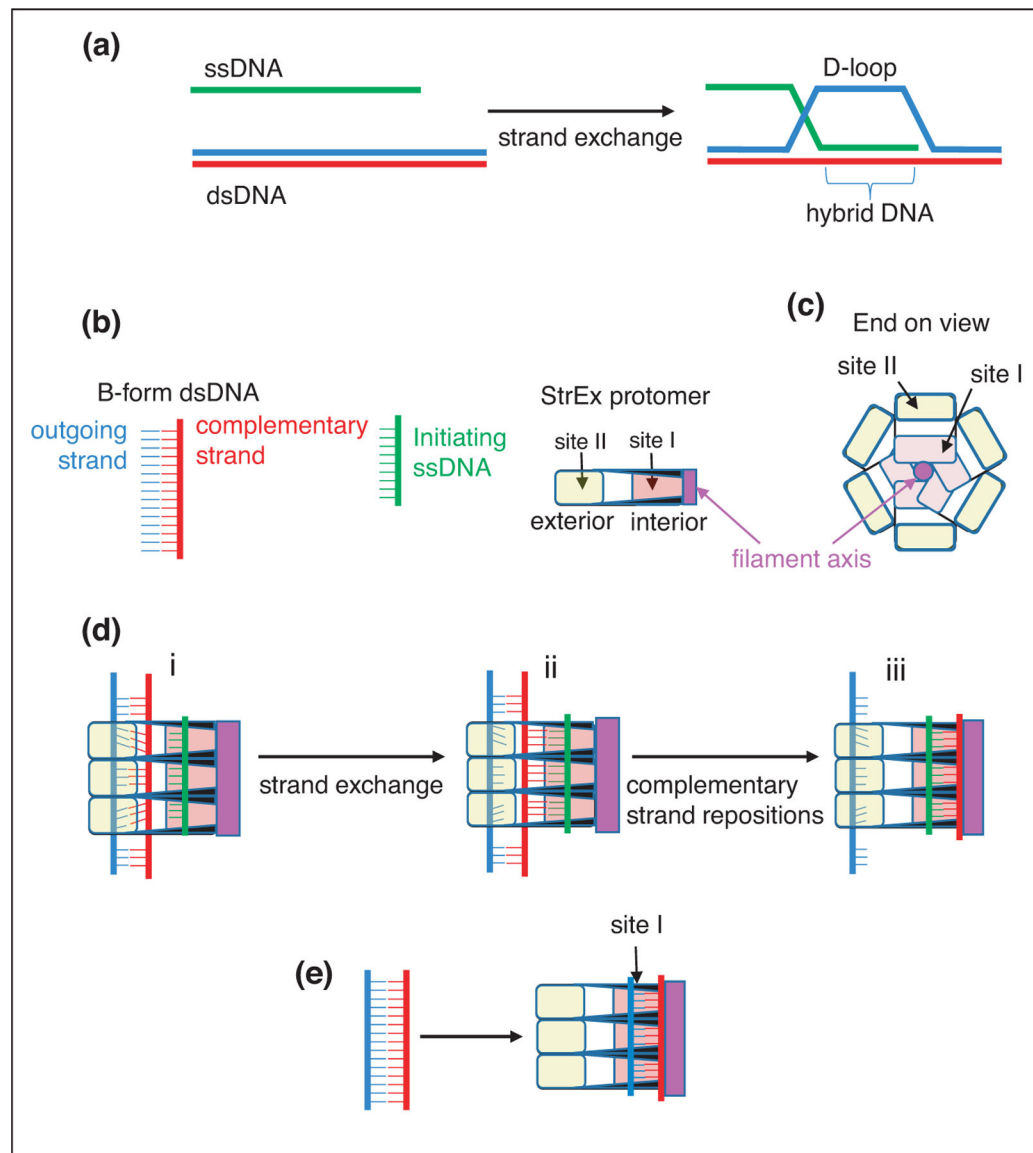 (a)
ssDNA
D-loop
strand exchange
dsDNA
hybrid DNA
(b)
(c)
End on view
site II
site I
B-form dsDNA
outgoing
strand
complementary
strand
Initiating
ssDNA
StrEx protomer
site II
site I
exterior
interior
filament axis
(d)
i
ii
iii
strand exchange
complementary
strand repositions
site I
(e)